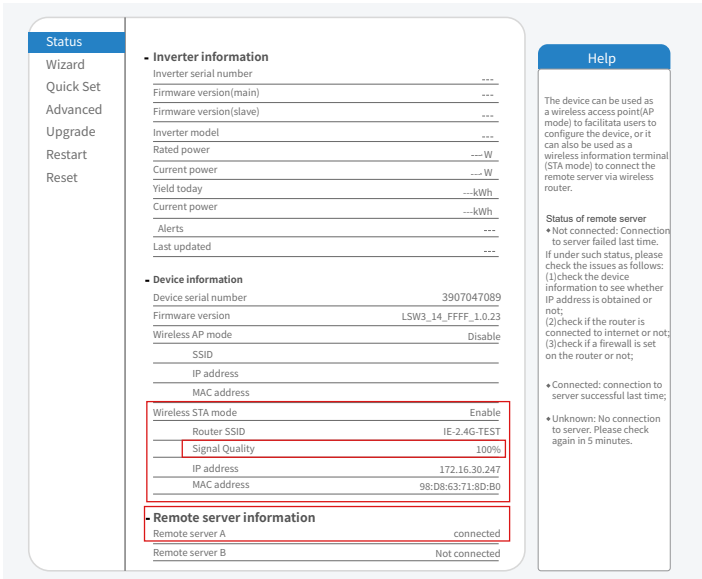 Status
Wizard
Quick Set
Advanced
Upgrade
Restart
Reset
- Inverter information
Inverter serial number ---
Firmware version(main) ---
Firmware version(slave) ---
Inverter model ---
Rated power --- W
Current power --- W
Yield today ---kWh
Current power ---kWh
Alerts ---
Last updated ---
- Device information
Device serial number 3907047089
Firmware version LSW3_14_FFFF_1.0.23
Wireless AP mode Disable
SSID
IP address
MAC address
Wireless STA mode Enable
Router SSID IE-2.4G-TEST
Signal Quality 100%
IP address 172.16.30.247
MAC address 98:D8:63:71:8D:B0
- Remote server information
Remote server A connected
Remote server B Not connected
Help
The device can be used as
a wireless access point(AP
mode) to facilitata users to
configure the device, or it
can also be used as a
wireless information terminal
(STA mode) to connect the
remote server via wireless
router.
Status of remote server
◆Not connected: Connection
to server failed last time.
If under such status, please
check the issues as follows:
(1)check the device
information to see whether
IP address is obtained or
not;
(2)check if the router is
connected to internet or not;
(3)check if a firewall is set
on the router or not;
◆Connected: connection to
server successful last time;
◆Unknown: No connection
to server. Please check
again in 5 minutes.